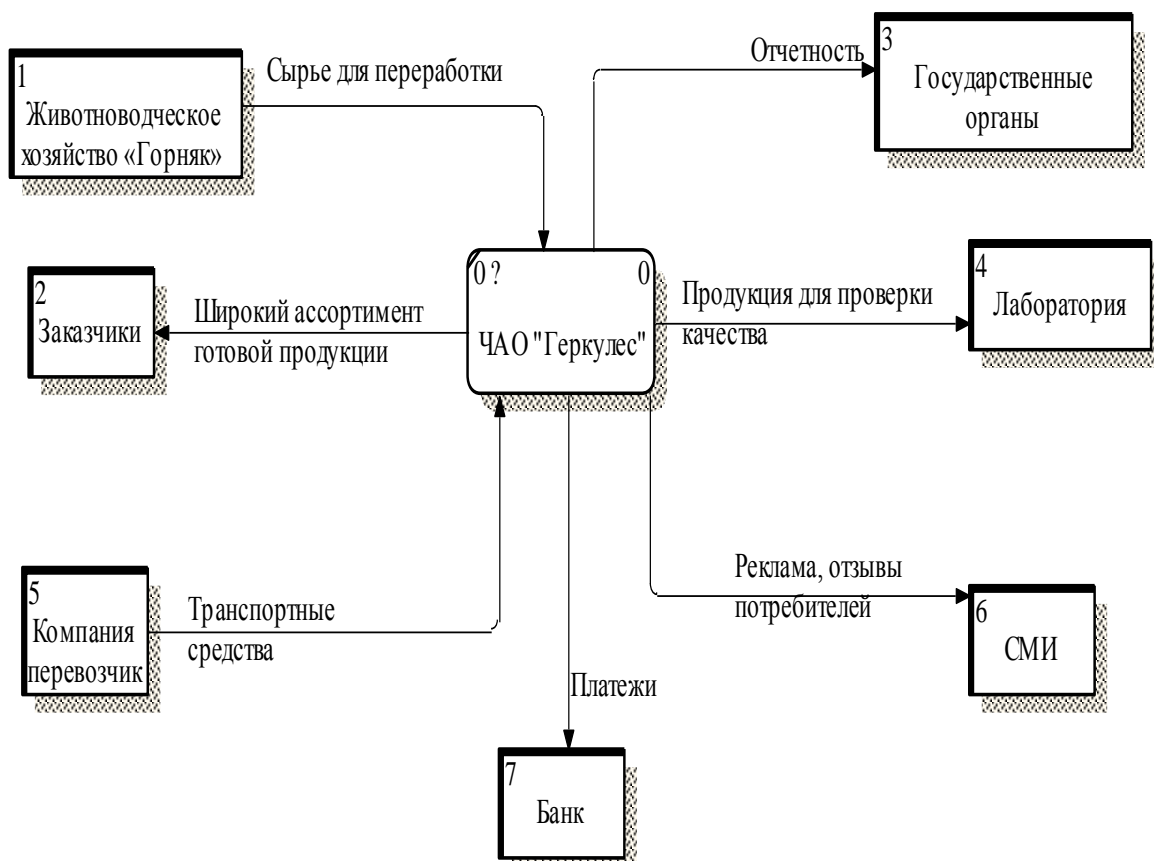 1
Животноводческое
хозяйство «Горняк»
Сырье для переработки
Отчетность
3
Государственные
органы
2
Заказчики
Широкий ассортимент
готовой продукции
0 ?
0
ЧАО "Геркулес"
Продукция для проверки
качества
4
Лаборатория
5
Компания
перевозчик
Транспортные
средства
Реклама, отзывы
потребителей
6
СМИ
Платежи
7
Банк